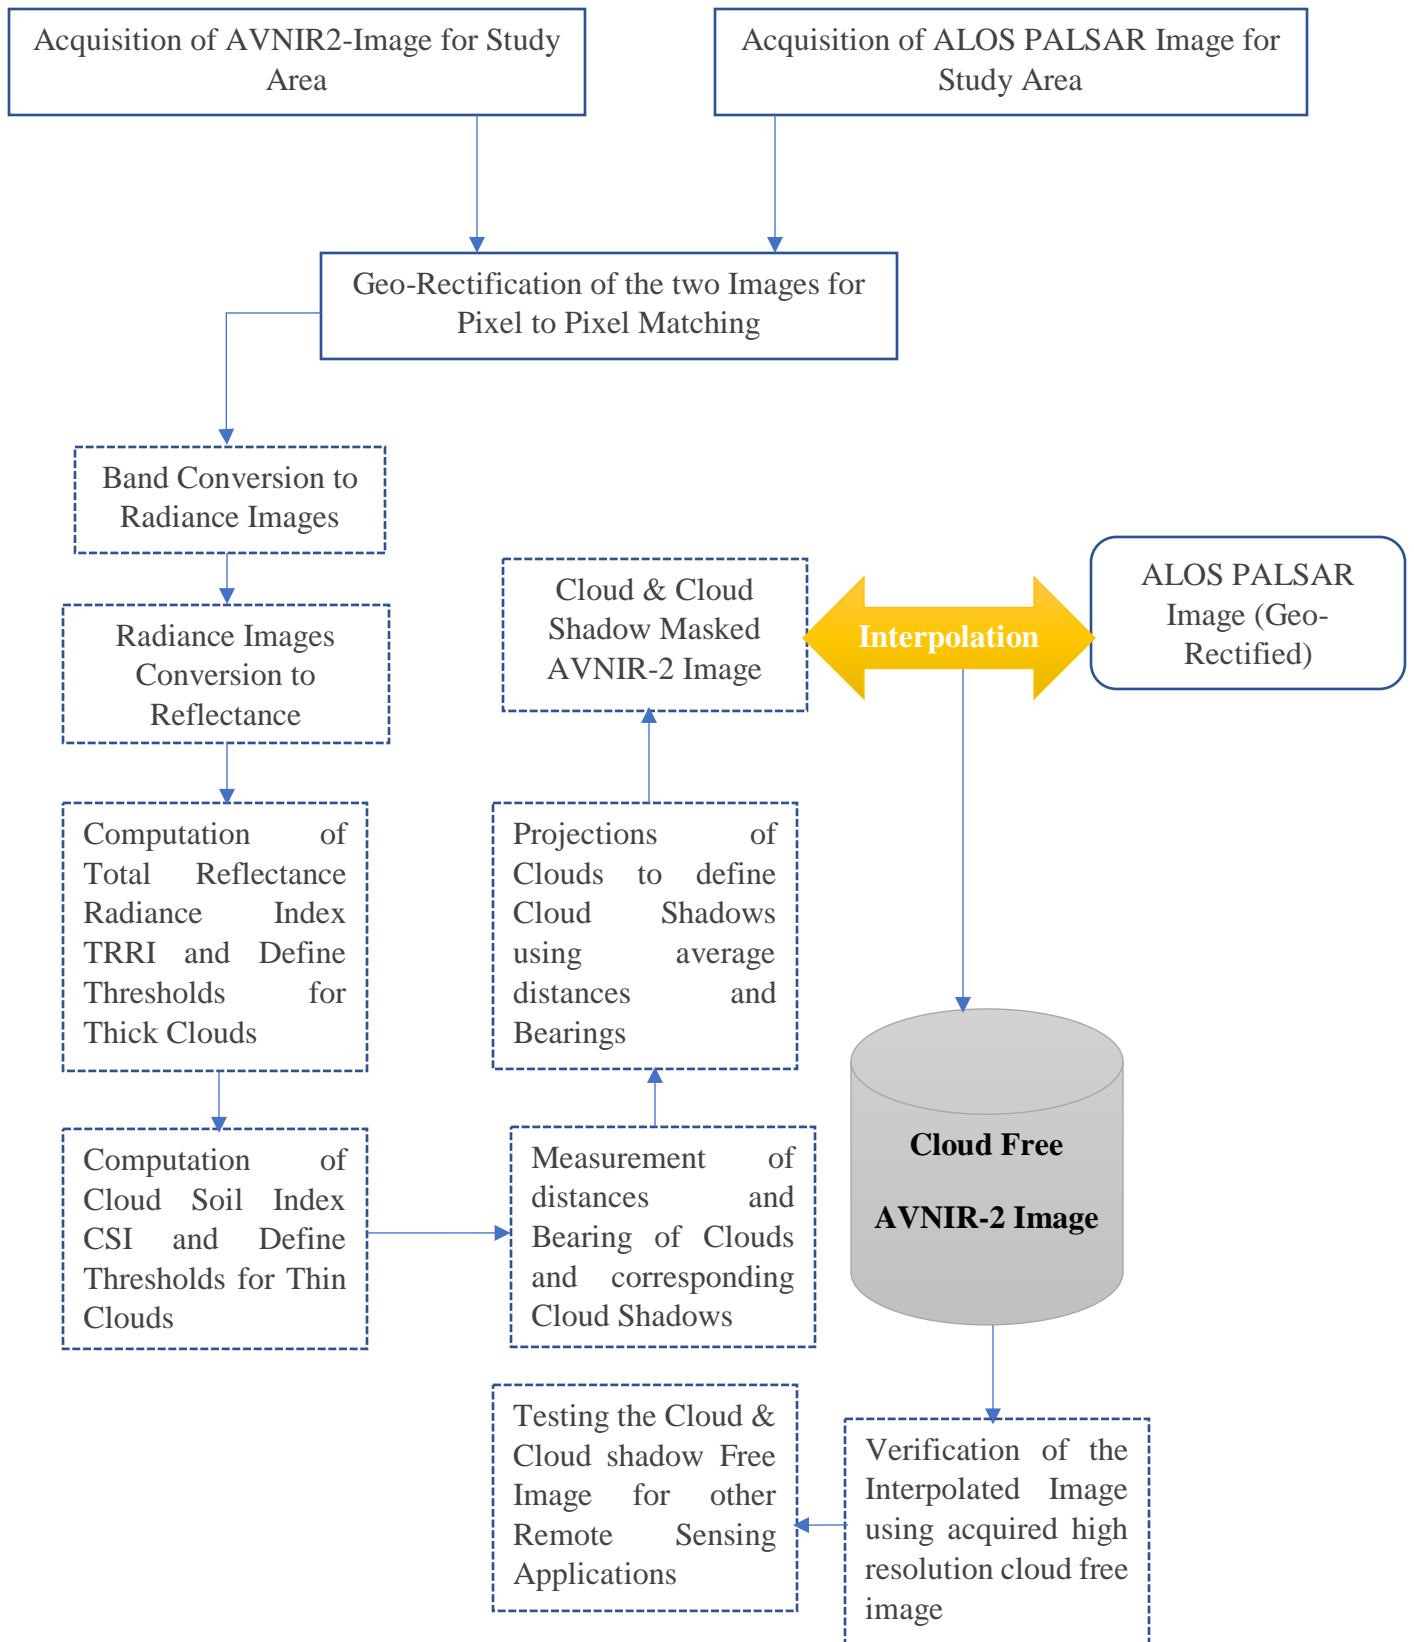 Acquisition of AVNIR2-Image for Study
Area
Acquisition of ALOS PALSAR Image for
Study Area
Geo-Rectification of the two Images for
Pixel to Pixel Matching
Band Conversion to
Radiance Images
Radiance Images
Conversion to
Reflectance
Computation of
Total Reflectance
Radiance Index
TRRI and Define
Thresholds for
Thick Clouds
Computation of
Cloud Soil Index
CSI and Define
Thresholds for Thin
Clouds
Measurement of
distances and
Bearing of Clouds
and corresponding
Cloud Shadows
Projections of
Clouds to define
Cloud Shadows
using average
distances and
Bearings
Cloud & Cloud
Shadow Masked
AVNIR-2 Image
Interpolation
ALOS PALSAR
Image (Geo-
Rectified)
Cloud Free
AVNIR-2 Image
Verification of the
Interpolated Image
using acquired high
resolution cloud free
image
Testing the Cloud &
Cloud shadow Free
Image for other
Remote Sensing
Applications